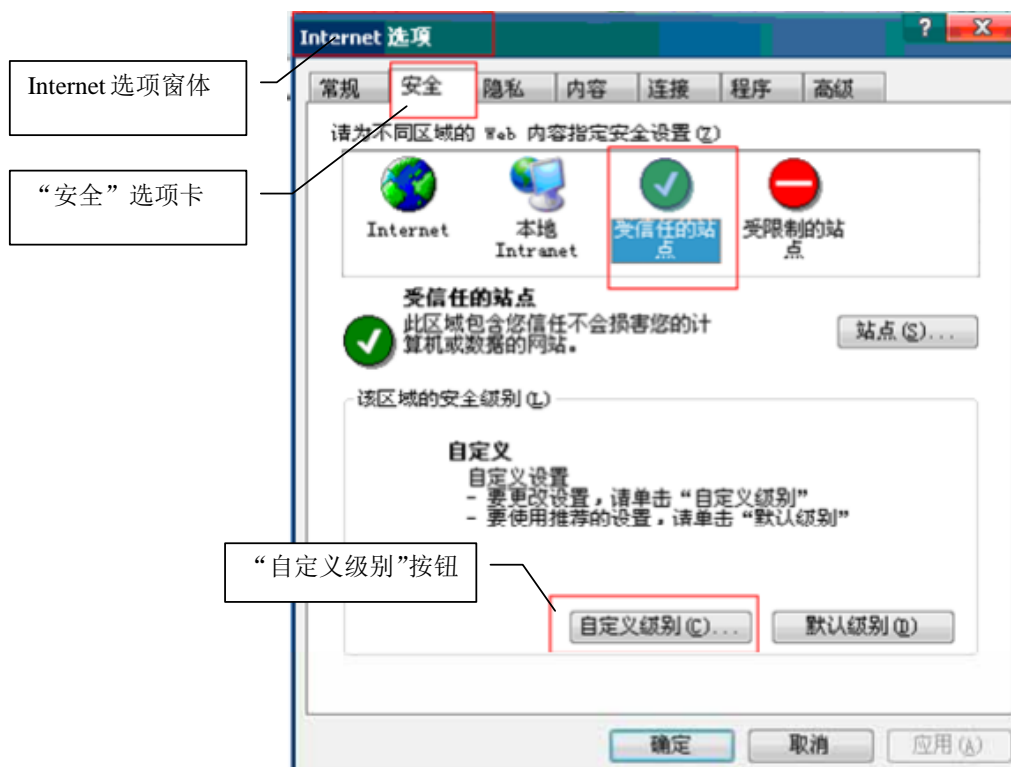 Internet 选项
?
X
Internet 选项窗体
常规 安全 隐私 内容 连接 程序 高级
请为不同区域的 Web 内容指定安全设置(Z)
“安全”选项卡
Internet
本地
Intranet
受信任的站
点
受限制的站
点
受信任的站点
此区域包含您信任不会损害您的计
算机或数据的网站。
站点(S)...
该区域的安全级别(L)
自定义
自定义设置
- 要更改设置,请单击“自定义级别”
- 要使用推荐的设置,请单击“默认级别”
“自定义级别”按钮
自定义级别(C)... 默认级别(D)
确定 取消 应用(A)